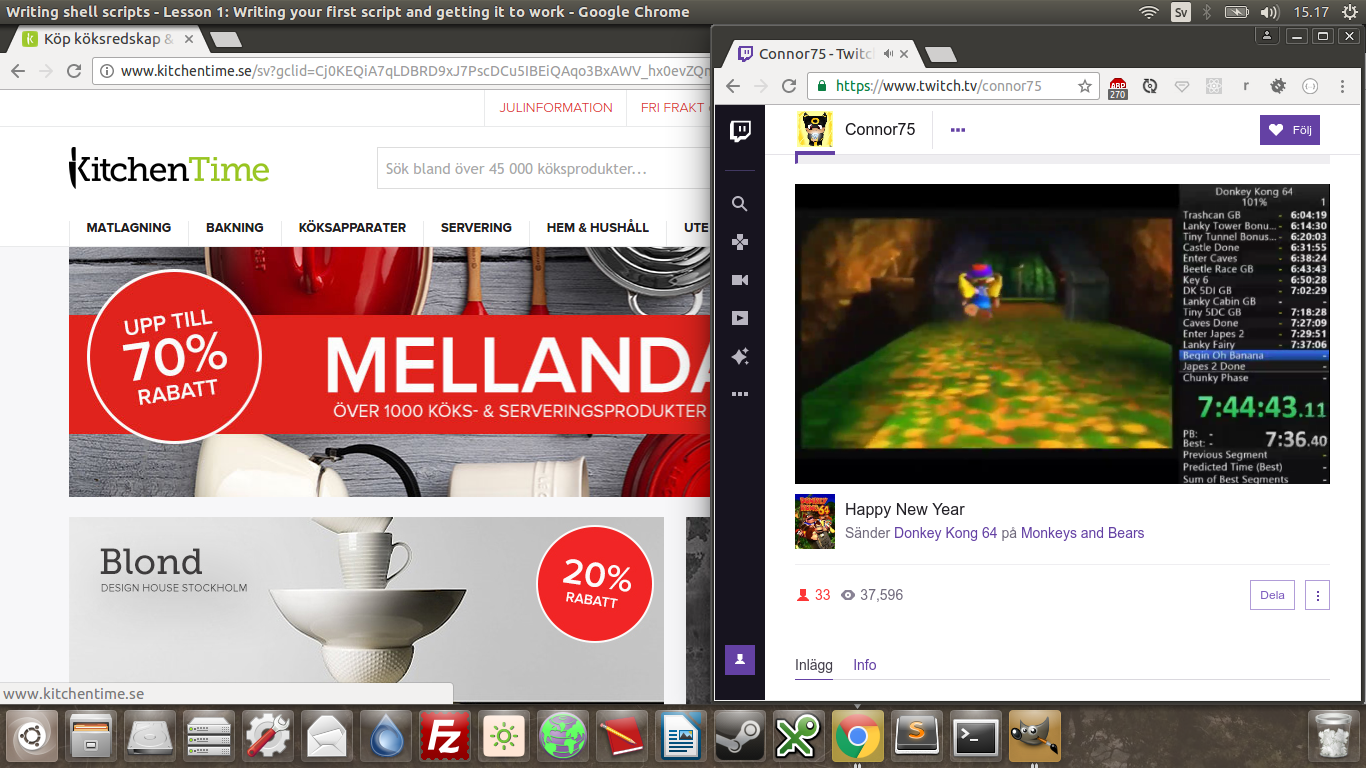 Writing shell scripts - Lesson 1: Writing your first script and getting it to work - Google Chrome
Sv
15.17
Köp köksredskap &
www.kitchentime.se/sv?gclid=Cj0KEQiA7qLDBRD9xJ7PscDCu5IBEiQAqo3BxAWV_hx0evZQr
JULINFORMATION
FRI FRAKT
KitchenTime
Sök bland över 45 000 köksprodukter...
MATLAGNING
BAKNING
KÖKSAPPARATER
SERVERING
HEM & HUSHÅLL
UTE
UPP TILL
70%
RABATT
MELLANDA
ÖVER 1000 KÖKS- & SERVERINGSPRODUKTER
Blond
DESIGN HOUSE STOCKHOLM
20%
RABATT
www.kitchentime.se
Connor75 - Twitc
https://www.twitch.tv/connor75
ABP
270
r
Connor75
Följ
Donkey Kong 64
101% 1
Trashcan GB - 6:04:19
Lanky Tower Bonu... - 6:14:30
Tiny Tunnel Bonus... - 6:20:03
Castle Done - 6:31:55
Enter Caves - 6:38:24
Beetle Race GB - 6:43:43
Key 6 - 6:50:28
DK 5DI GB - 7:02:29
Lanky Cabin GB - -
Tiny 5DC GB - 7:18:28
Caves Done - 7:27:09
Enter Japes 2 - 7:29:51
Lanky Fairy - 7:37:06
Begin Oh Banana -
Japes 2 Done -
Chunky Phase -
7:44:43.11
PB: -
Best: -
7:36.40
Previous Segment -
Predicted Time (Best) -
Sum of Best Segments -
DONKEY KONG 64
Happy New Year
Sänder Donkey Kong 64 på Monkeys and Bears
33
37,596
Dela
Inlägg
Info
Fz
S
>_